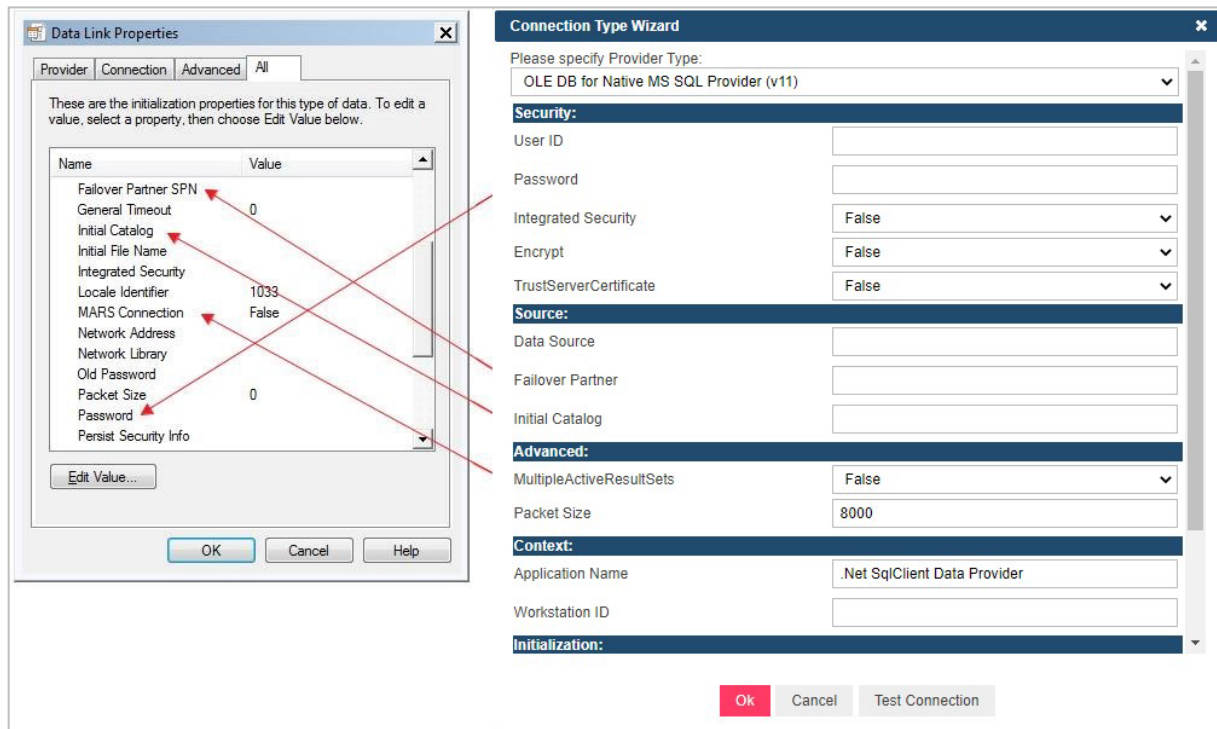 Data Link Properties
Provider Connection Advanced All
These are the initialization properties for this type of data. To edit a
value, select a property, then choose Edit Value below.
Name Value
Failover Partner SPN
General Timeout 0
Initial Catalog
Initial File Name
Integrated Security
Locale Identifier 1033
MARS Connection False
Network Address
Network Library
Old Password
Packet Size 0
Password
Persist Security Info
Edit Value...
OK Cancel Help
Connection Type Wizard
Please specify Provider Type:
OLE DB for Native MS SQL Provider (v11)
Security:
User ID
Password
Integrated Security False
Encrypt False
TrustServerCertificate False
Source:
Data Source
Failover Partner
Initial Catalog
Advanced:
MultipleActiveResultSets False
Packet Size 8000
Context:
Application Name .Net SqlClient Data Provider
Workstation ID
Initialization:
Ok Cancel Test Connection